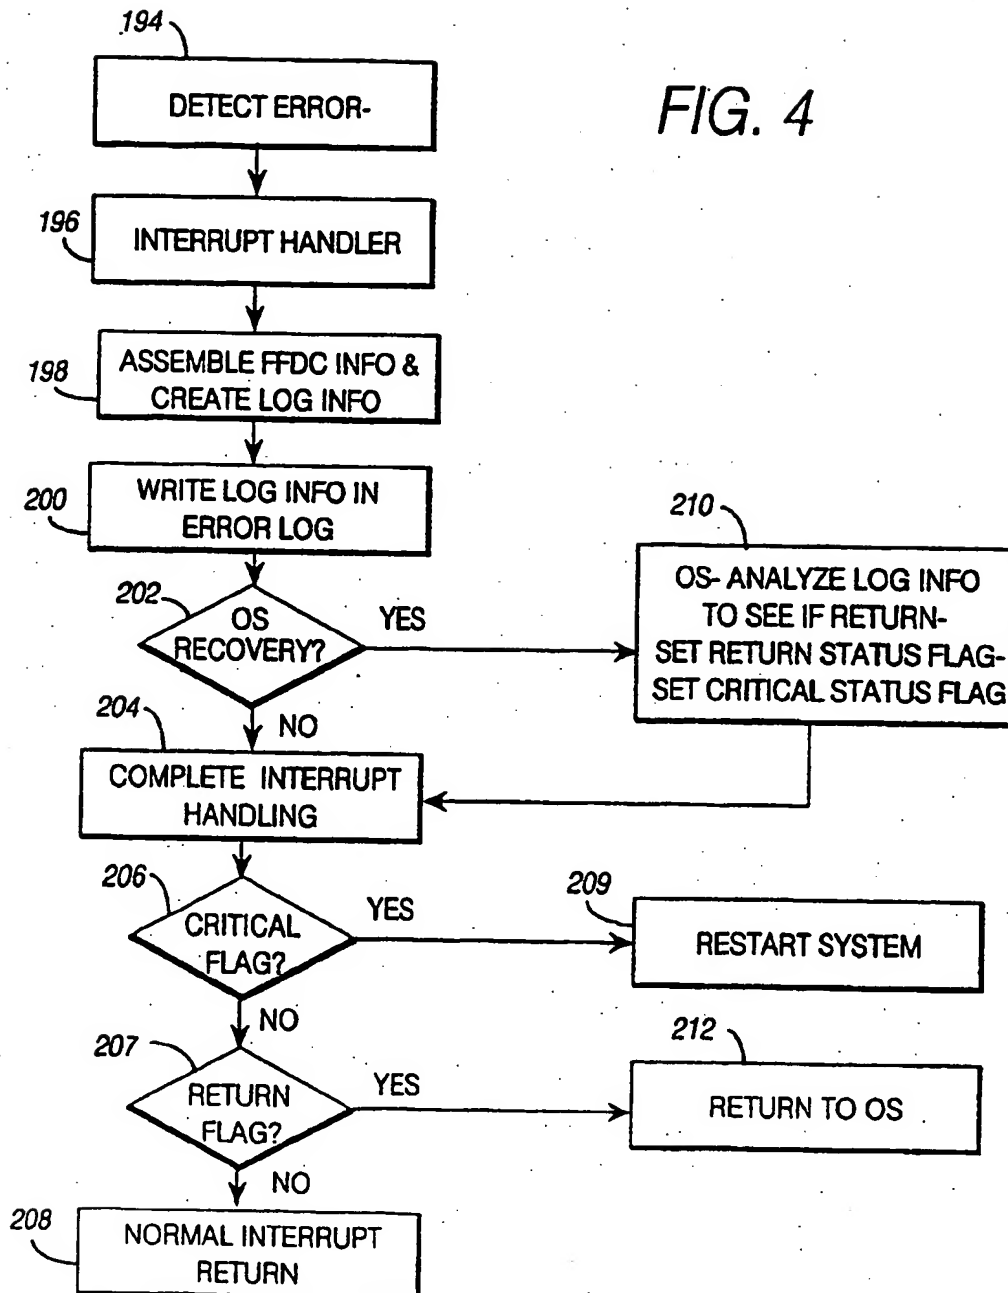 194
DETECT ERROR-
FIG. 4
196
INTERRUPT HANDLER
198
ASSEMBLE FFDC INFO &
CREATE LOG INFO
200
WRITE LOG INFO IN
ERROR LOG
202
OS
RECOVERY?
YES
NO
210
OS- ANALYZE LOG INFO
TO SEE IF RETURN-
SET RETURN STATUS FLAG-
SET CRITICAL STATUS FLAG
204
COMPLETE INTERRUPT
HANDLING
206
CRITICAL
FLAG?
YES
NO
209
RESTART SYSTEM
207
RETURN
FLAG?
YES
NO
212
RETURN TO OS
208
NORMAL INTERRUPT
RETURN